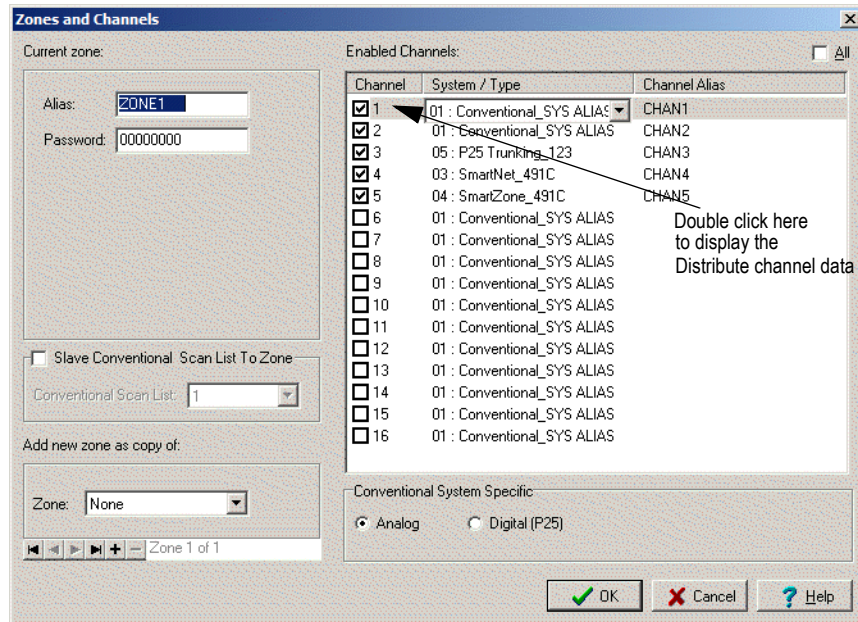 Zones and Channels
Current zone:
Alias: ZONE1
Password: 00000000
Slave Conventional Scan List To Zone
Conventional Scan List: 1
Add new zone as copy of:
Zone: None
Zone 1 of 1
Enabled Channels:
All
Channel System / Type Channel Alias
1 01 : Conventional_SYS ALIAS CHAN1
2 01 : Conventional_SYS ALIAS CHAN2
3 05 : P25 Trunking_123 CHAN3
4 03 : SmartNet_491C CHAN4
5 04 : SmartZone_491C CHAN5
6 01 : Conventional_SYS ALIAS
7 01 : Conventional_SYS ALIAS
8 01 : Conventional_SYS ALIAS
9 01 : Conventional_SYS ALIAS
10 01 : Conventional_SYS ALIAS
11 01 : Conventional_SYS ALIAS
12 01 : Conventional_SYS ALIAS
13 01 : Conventional_SYS ALIAS
14 01 : Conventional_SYS ALIAS
15 01 : Conventional_SYS ALIAS
16 01 : Conventional_SYS ALIAS
Double click here
to display the
Distribute channel data
Conventional System Specific
Analog Digital (P25)
OK Cancel Help